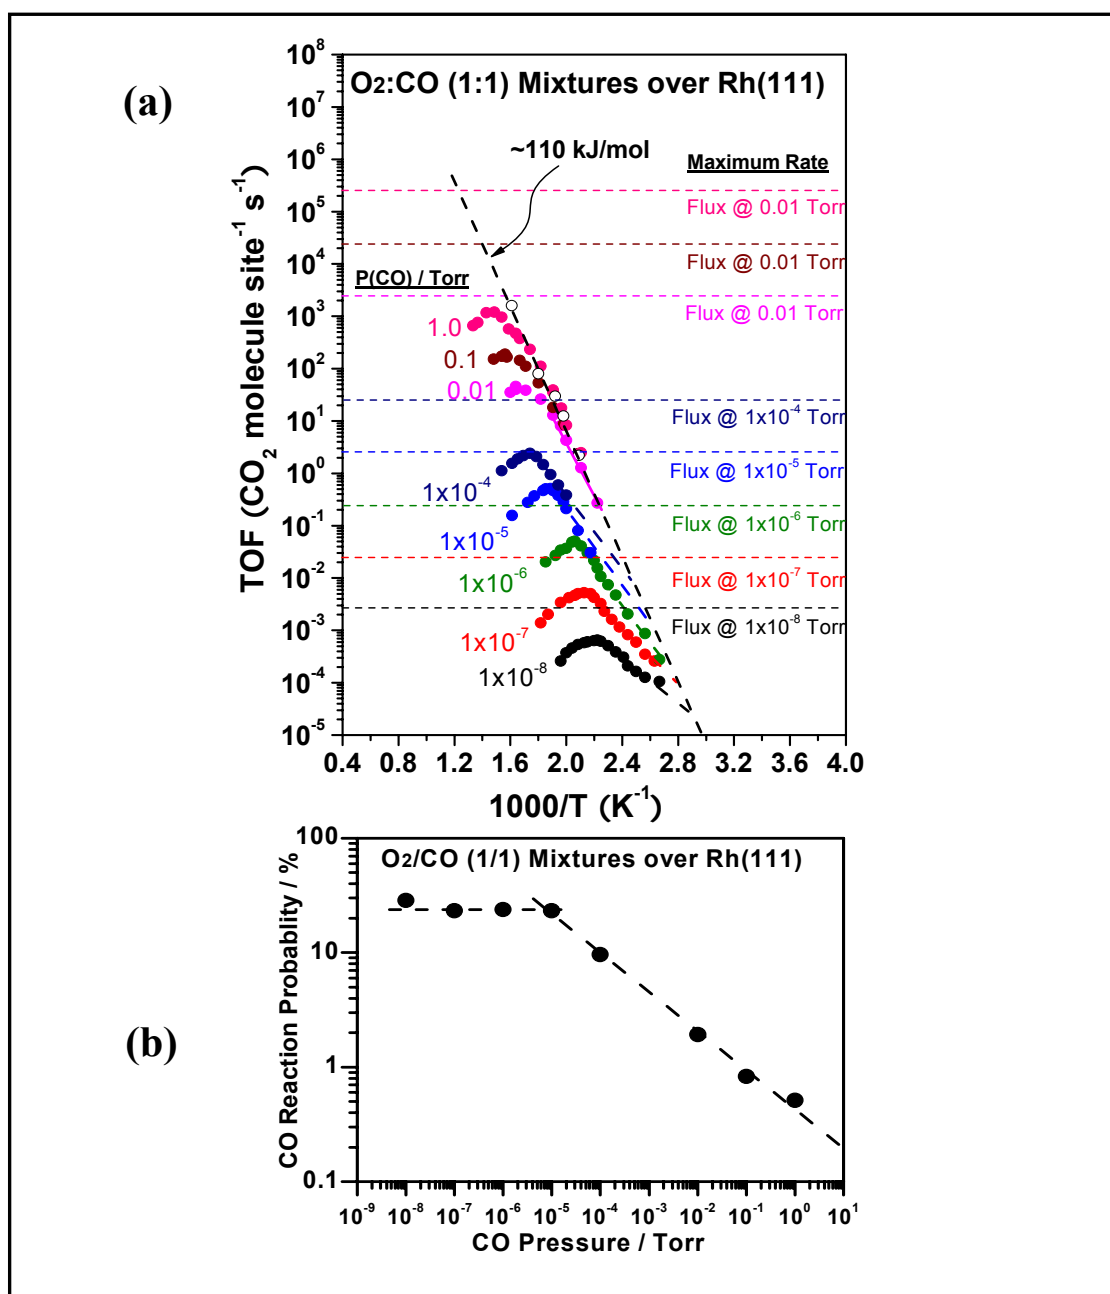 (a)
O2:CO (1:1) Mixtures over Rh(111)
~110 kJ/mol
Maximum Rate
Flux @ 0.01 Torr
Flux @ 0.01 Torr
Flux @ 0.01 Torr
Flux @ 1x10⁻⁴ Torr
Flux @ 1x10⁻⁵ Torr
Flux @ 1x10⁻⁶ Torr
Flux @ 1x10⁻⁷ Torr
Flux @ 1x10⁻⁸ Torr
P(CO) / Torr
1.0
0.1
0.01
1x10⁻⁴
1x10⁻⁵
1x10⁻⁶
1x10⁻⁷
1x10⁻⁸
TOF (CO₂ molecule site⁻¹ s⁻¹)
10⁸
10⁷
10⁶
10⁵
10⁴
10³
10²
10¹
10⁰
10⁻¹
10⁻²
10⁻³
10⁻⁴
10⁻⁵
0.4 0.8 1.2 1.6 2.0 2.4 2.8 3.2 3.6 4.0
1000/T (K⁻¹)
(b)
O2/CO (1/1) Mixtures over Rh(111)
CO Reaction Probablity / %
100
10
1
0.1
10⁻⁹ 10⁻⁸ 10⁻⁷ 10⁻⁶ 10⁻⁵ 10⁻⁴ 10⁻³ 10⁻² 10⁻¹ 10⁰ 10¹
CO Pressure / Torr